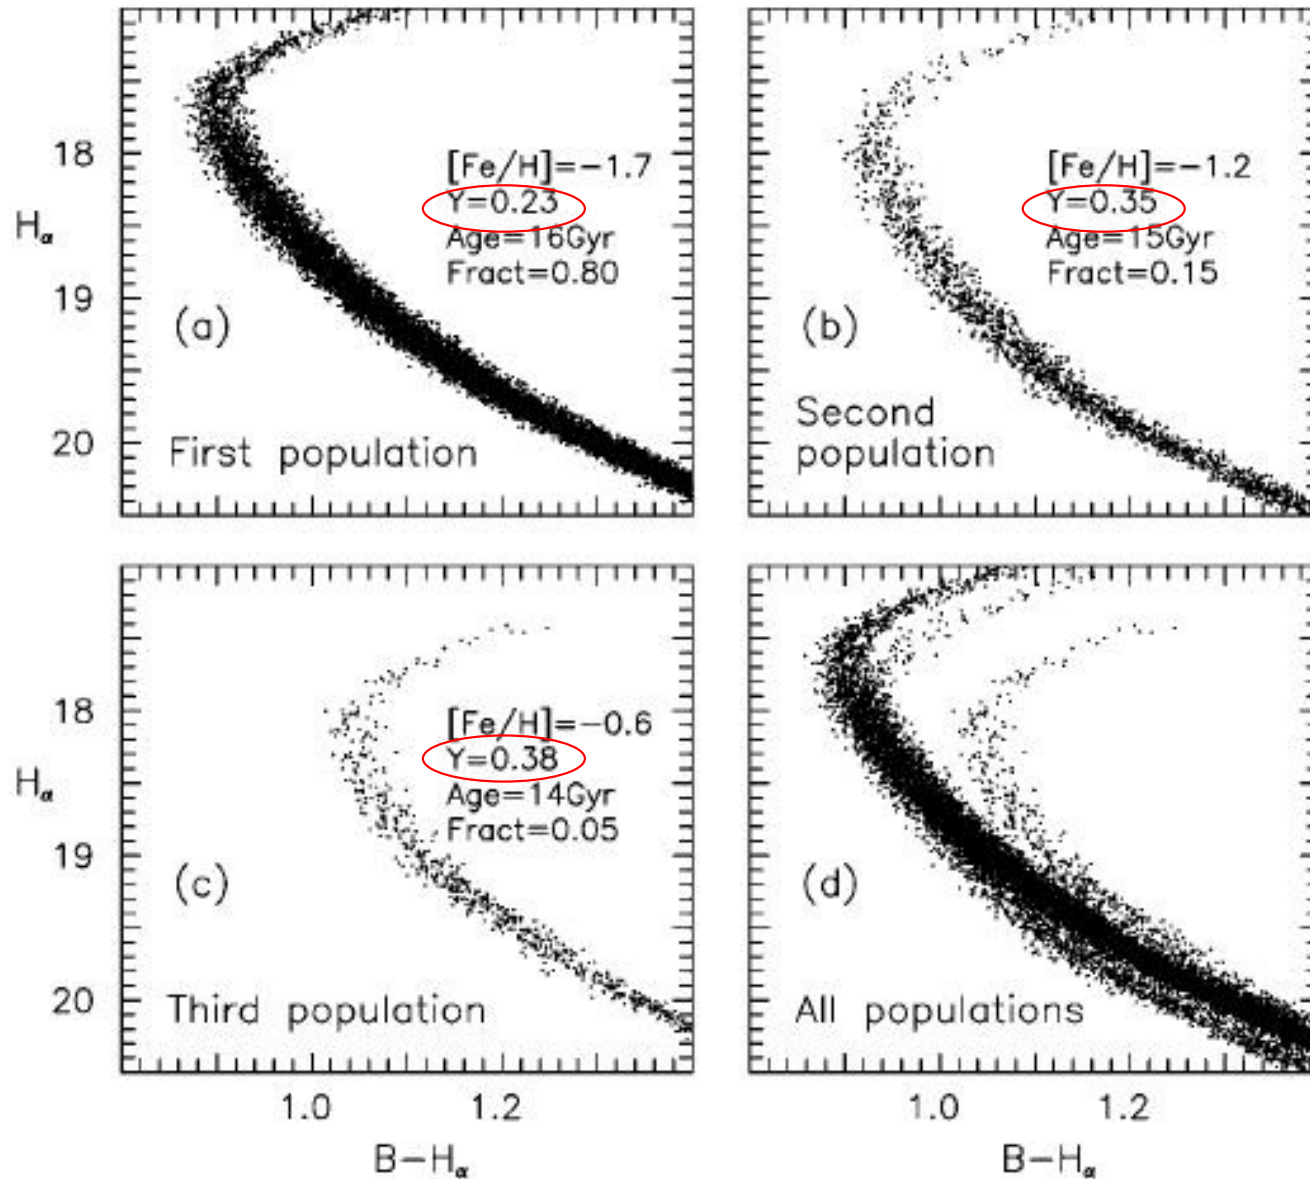 [Fe/H]=−1.7
Y=0.23
Age=16Gyr
Fract=0.80
(a)
First population
18
19
20
Hα
[Fe/H]=−1.2
Y=0.35
Age=15Gyr
Fract=0.15
(b)
Second
population
[Fe/H]=−0.6
Y=0.38
Age=14Gyr
Fract=0.05
(c)
Third population
18
19
20
Hα
1.0
1.2
B−Hα
(d)
All populations
1.0
1.2
B−Hα